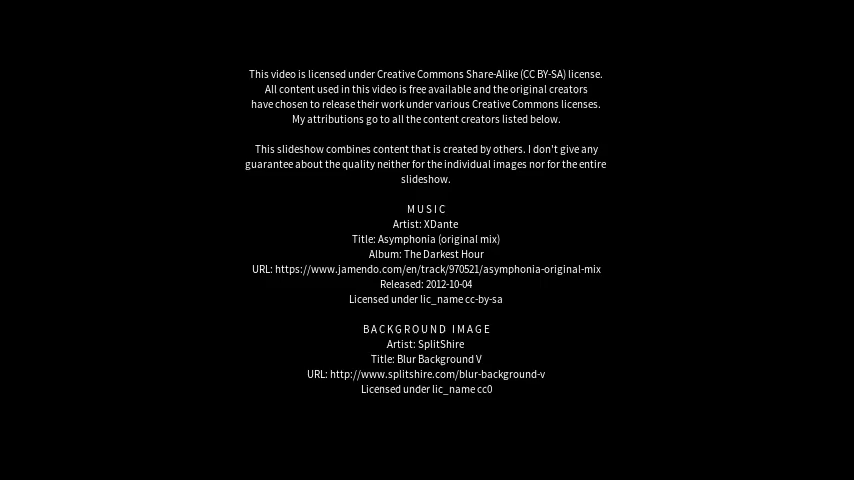 This video is licensed under Creative Commons Share-Alike (CC BY-SA) license.
All content used in this video is free available and the original creators
have chosen to release their work under various Creative Commons licenses.
My attributions go to all the content creators listed below.
This slideshow combines content that is created by others. I don't give any
guarantee about the quality neither for the individual images nor for the entire
slideshow.
MUSIC
Artist: XDante
Title: Asymphonia (original mix)
Album: The Darkest Hour
URL: https://www.jamendo.com/en/track/970521/asymphonia-original-mix
Released: 2012-10-04
Licensed under lic_name cc-by-sa
BACKGROUND IMAGE
Artist: SplitShire
Title: Blur Background V
URL: http://www.splitshire.com/blur-background-v
Licensed under lic_name cc0